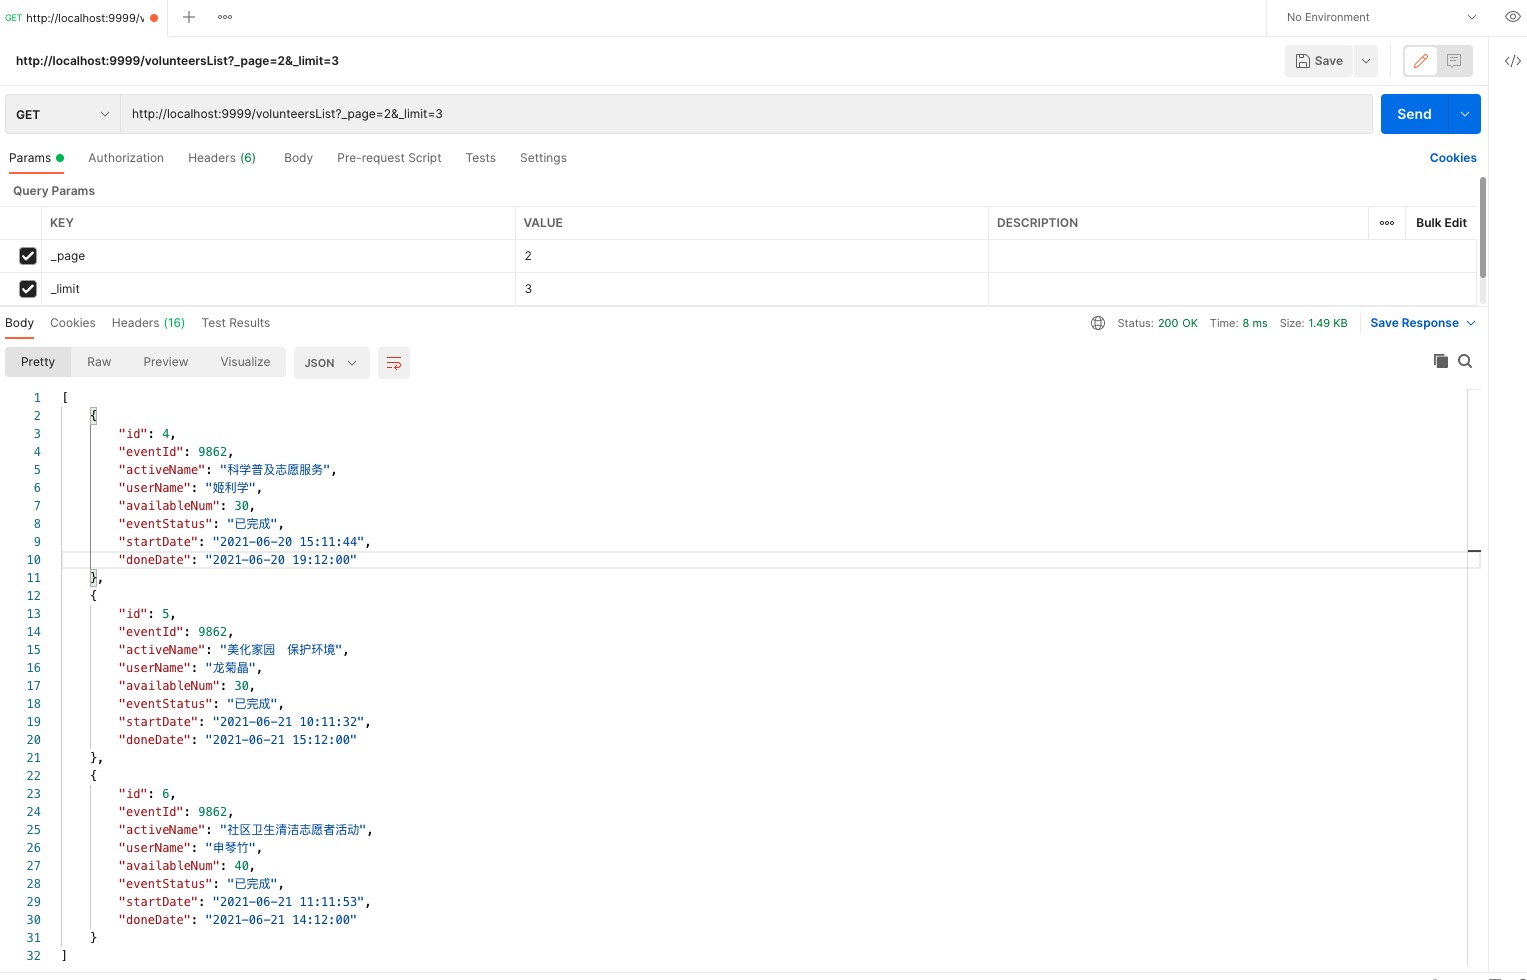 GET http://localhost:9999/v
No Environment
http://localhost:9999/volunteersList?_page=2&_limit=3
Save
GET http://localhost:9999/volunteersList?_page=2&_limit=3 Send
Params Authorization Headers (6) Body Pre-request Script Tests Settings Cookies
Query Params
KEY VALUE DESCRIPTION Bulk Edit
_page 2
_limit 3
Body Cookies Headers (16) Test Results Status: 200 OK Time: 8 ms Size: 1.49 KB Save Response
Pretty Raw Preview Visualize JSON
1 [
2 {
3 "id": 4,
4 "eventId": 9862,
5 "activeName": "科学普及志愿服务",
6 "userName": "姬利学",
7 "availableNum": 30,
8 "eventStatus": "已完成",
9 "startDate": "2021-06-20 15:11:44",
10 "doneDate": "2021-06-20 19:12:00"
11 },
12 {
13 "id": 5,
14 "eventId": 9862,
15 "activeName": "美化家园　保护环境",
16 "userName": "龙菊晶",
17 "availableNum": 30,
18 "eventStatus": "已完成",
19 "startDate": "2021-06-21 10:11:32",
20 "doneDate": "2021-06-21 15:12:00"
21 },
22 {
23 "id": 6,
24 "eventId": 9862,
25 "activeName": "社区卫生清洁志愿者活动",
26 "userName": "申琴竹",
27 "availableNum": 40,
28 "eventStatus": "已完成",
29 "startDate": "2021-06-21 11:11:53",
30 "doneDate": "2021-06-21 14:12:00"
31 }
32 ]